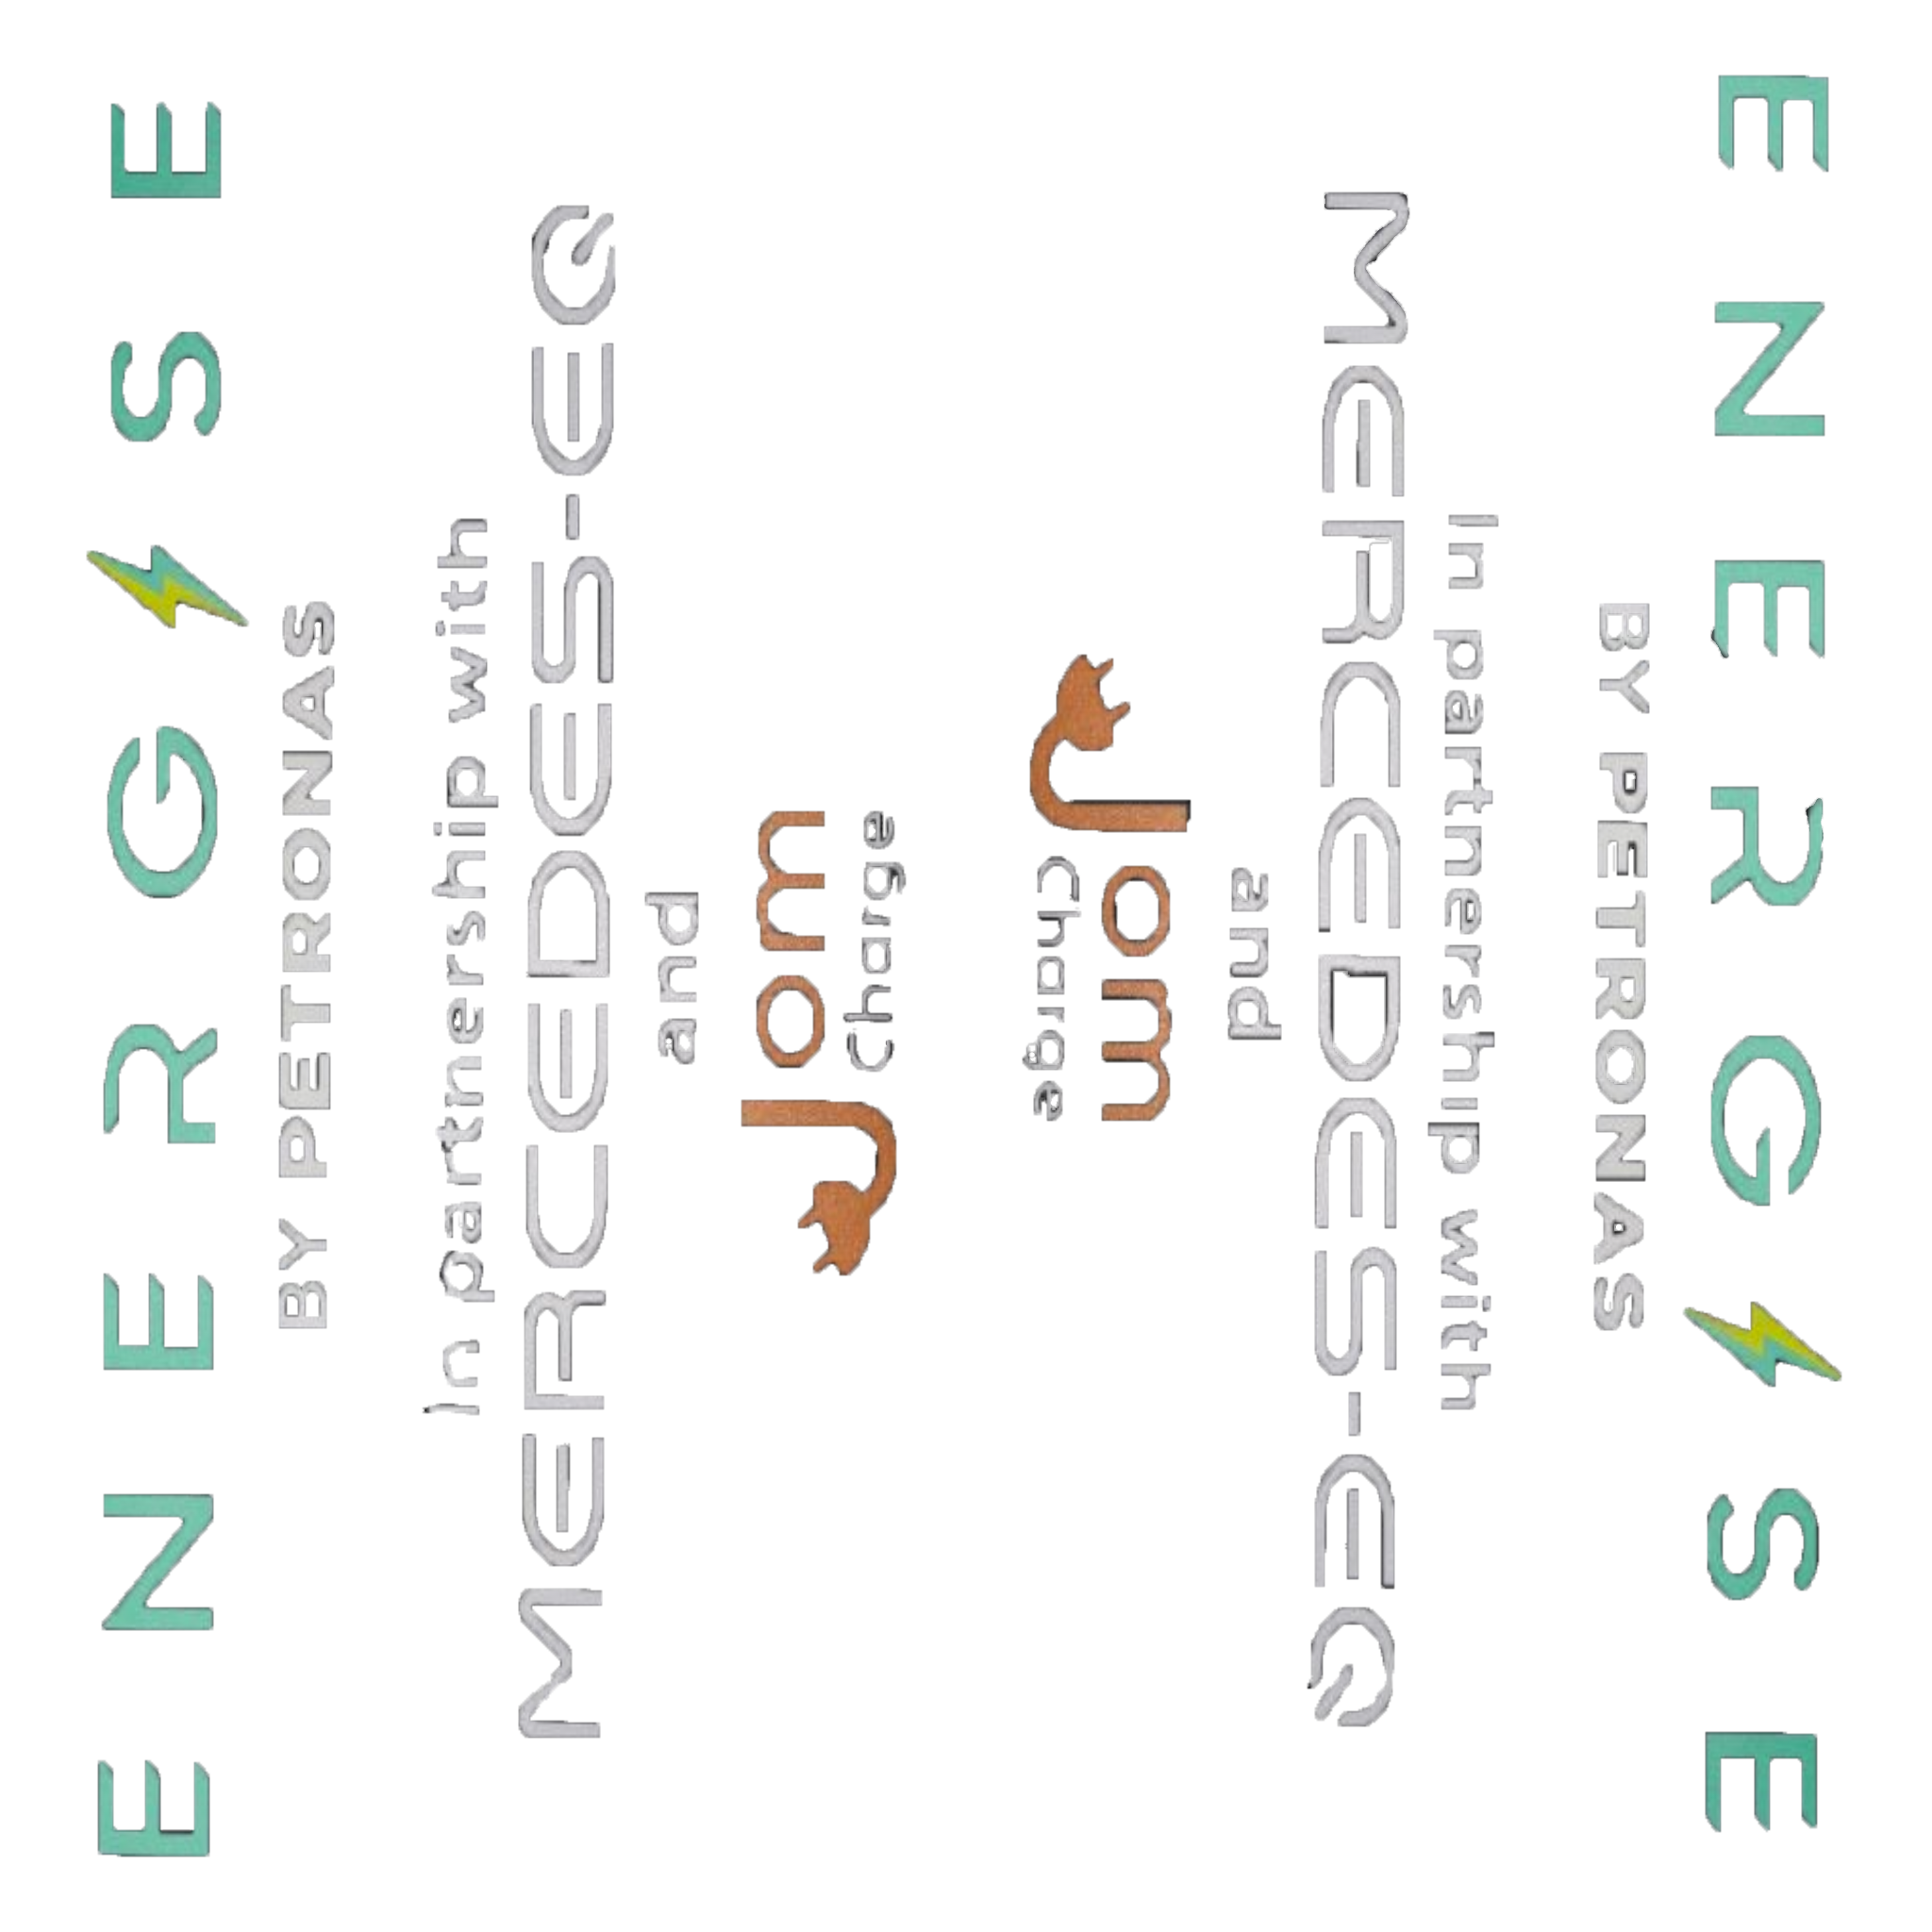 ENERG⚡SE
BY PETRONAS
In partnership with
MERCEDES-EQ
and
Jom
Charge
ENERG⚡SE
BY PETRONAS
In partnership with
MERCEDES-EQ
and
Jom
Charge